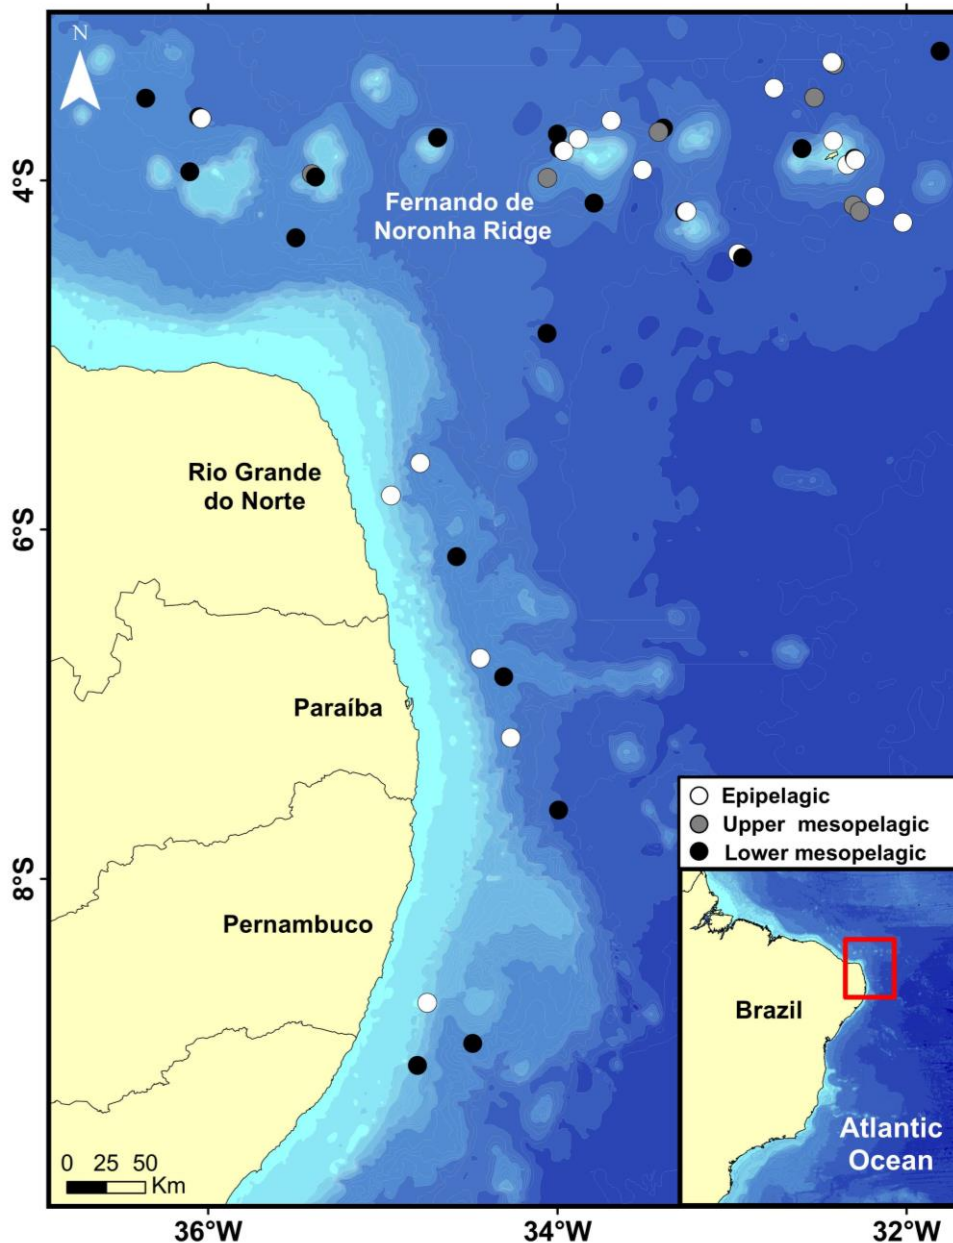 N
4°S
Fernando de
Noronha Ridge
6°S
Rio Grande
do Norte
Paraíba
Epipelagic
Upper mesopelagic
Lower mesopelagic
8°S
Pernambuco
Brazil
Atlantic
Ocean
0 25 50
Km
36°W 34°W 32°W